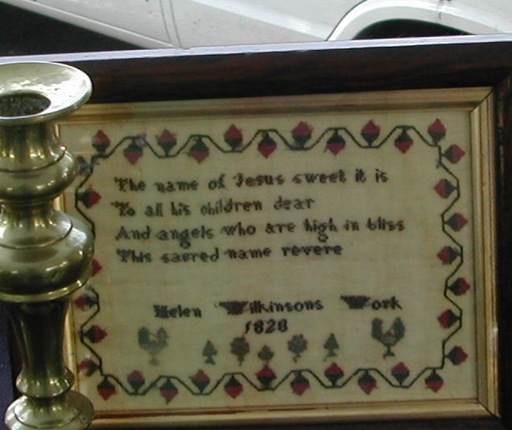 The name of Jesus sweet it is
To all his children dear
And angels who are high in bliss
This sacred name revere
Helen Wilkinsons Work
1828